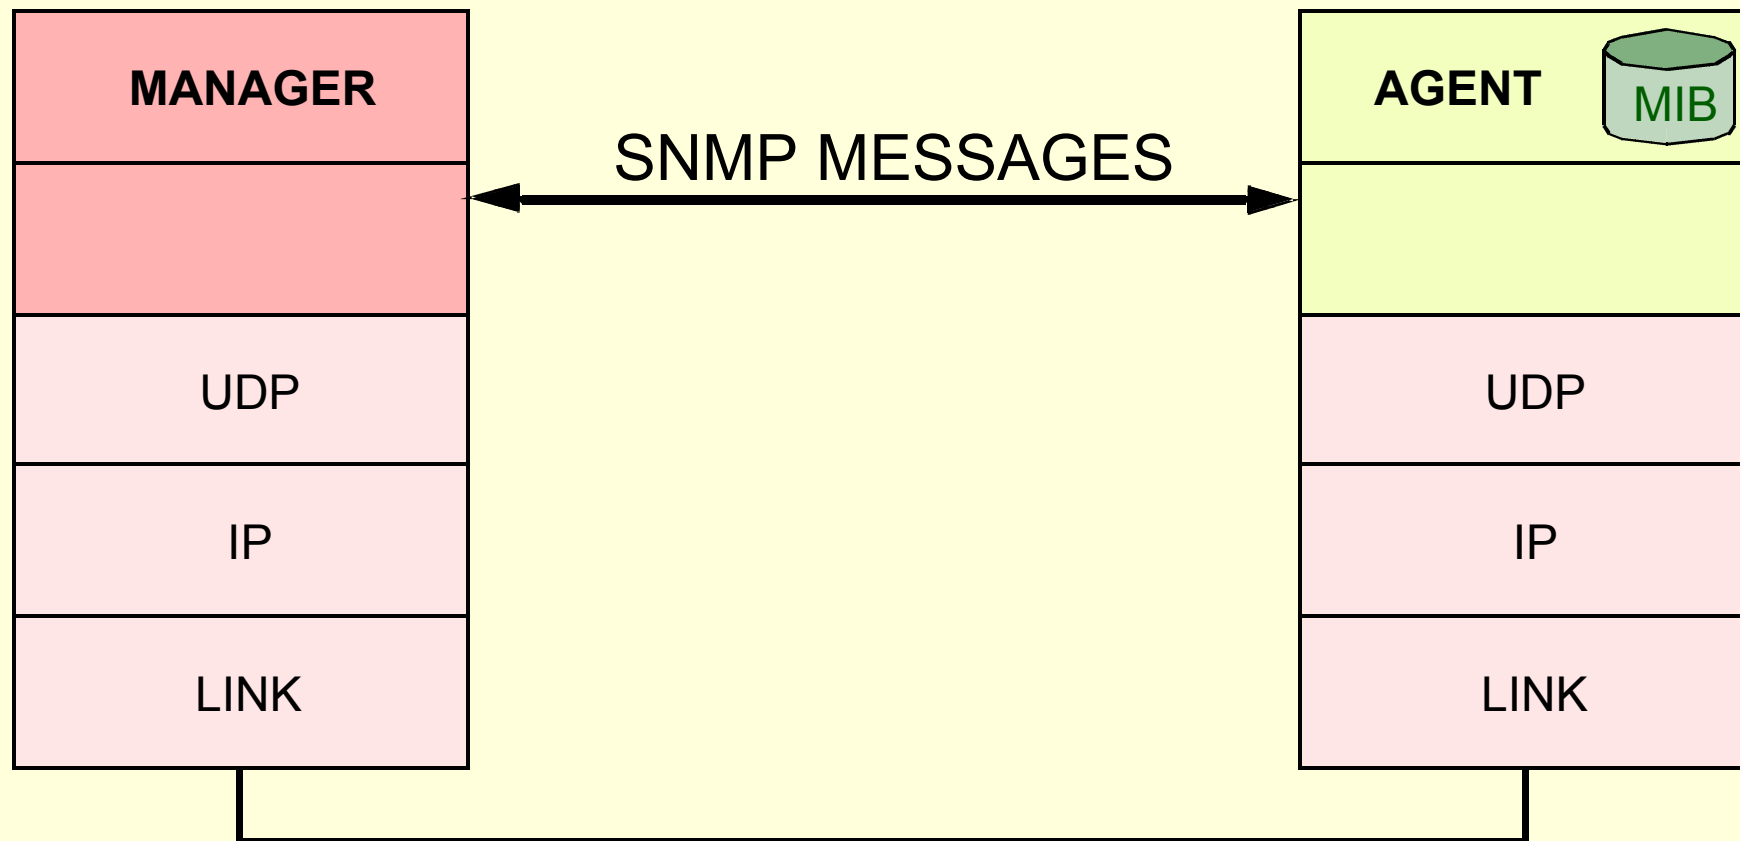 MANAGER
AGENT
MIB
SNMP MESSAGES
UDP
UDP
IP
IP
LINK
LINK